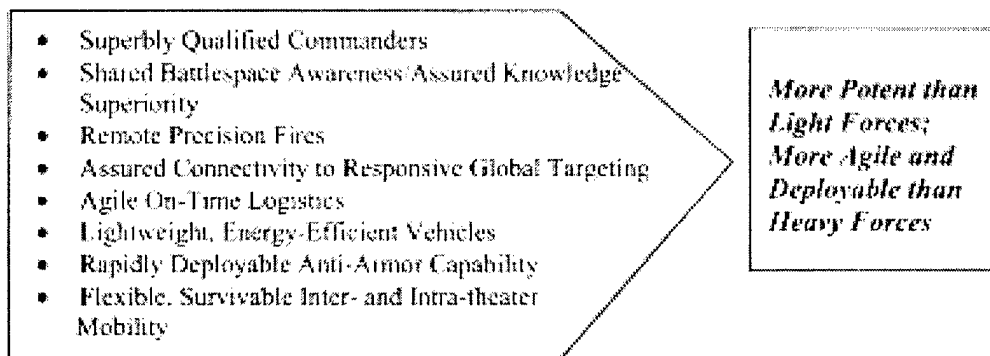 • Superbly Qualified Commanders
• Shared Battlespace Awareness/Assured Knowledge
Superiority
• Remote Precision Fires
• Assured Connectivity to Responsive Global Targeting
• Agile On-Time Logistics
• Lightweight, Energy-Efficient Vehicles
• Rapidly Deployable Anti-Armor Capability
• Flexible, Survivable Inter- and Intra-theater
Mobility
More Potent than
Light Forces;
More Agile and
Deployable than
Heavy Forces